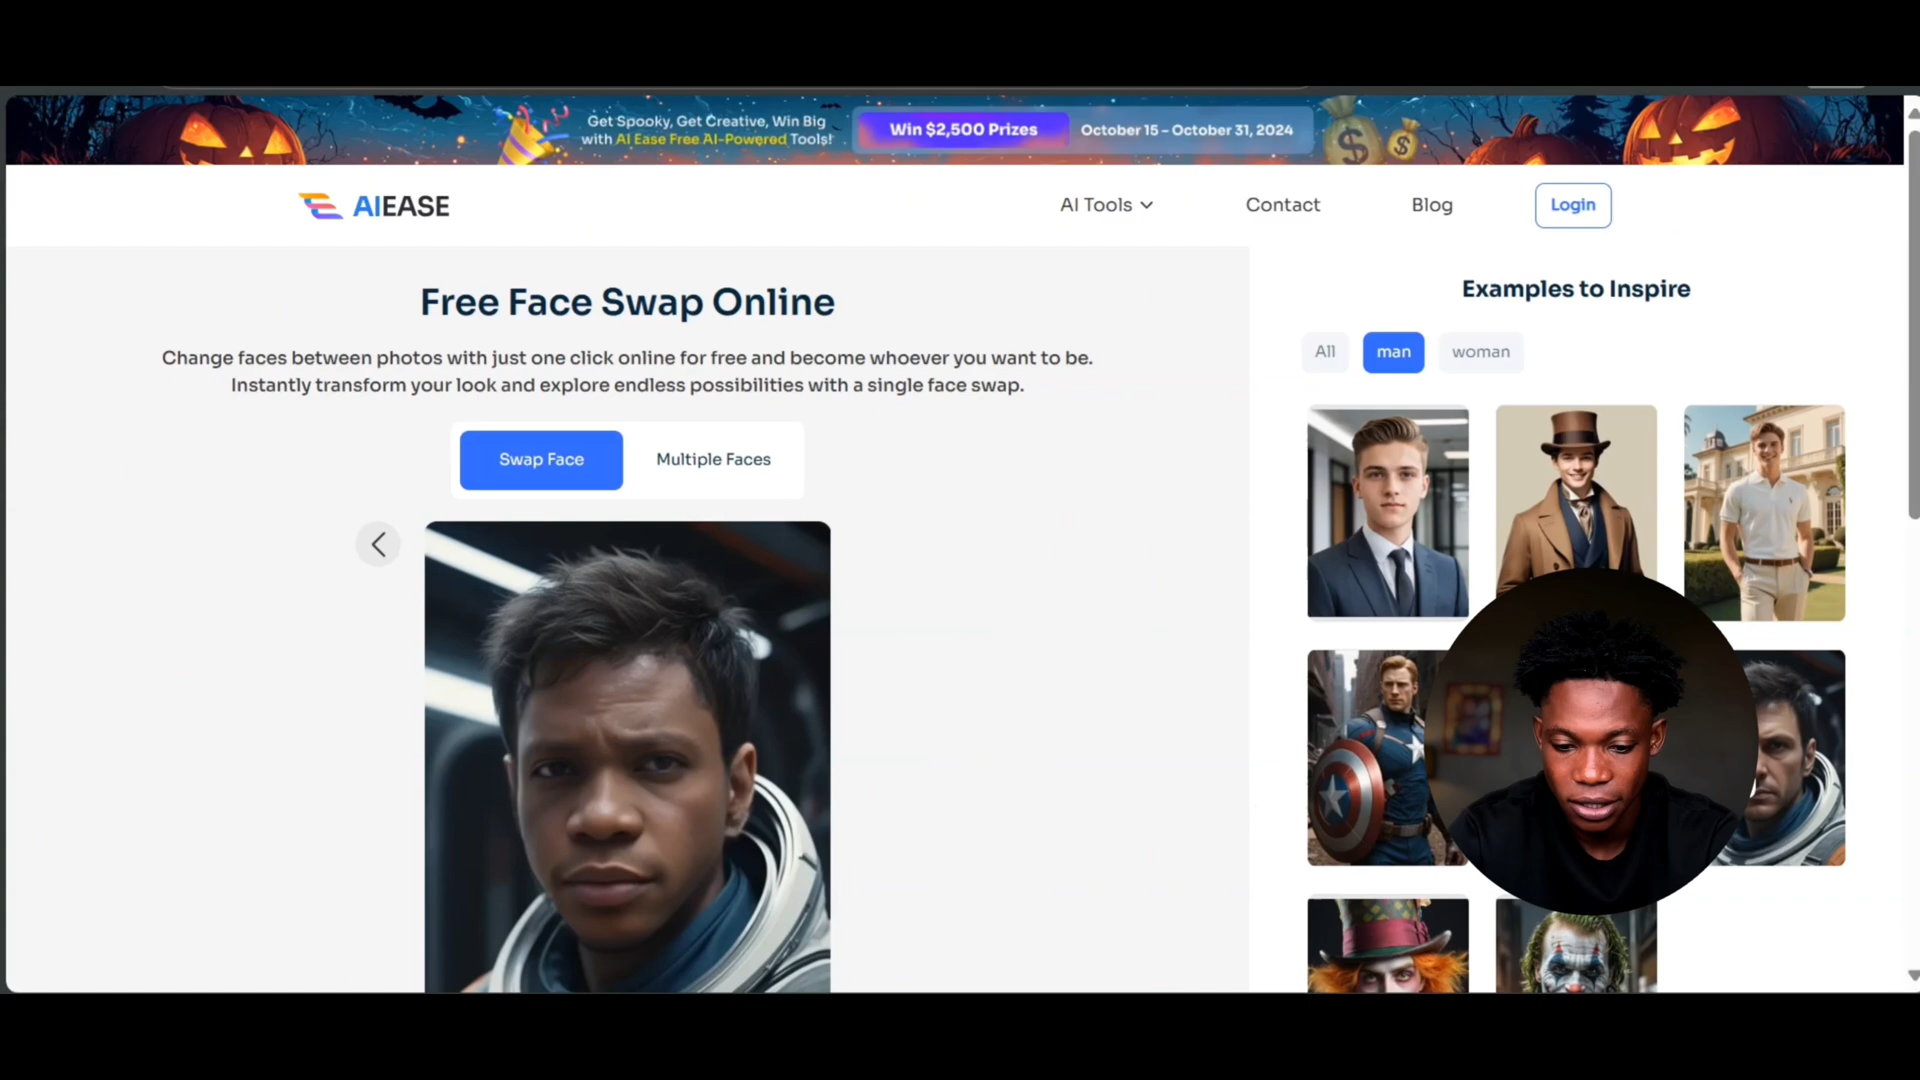 Get Spooky, Get Creative, Win Big
with AI Ease Free AI-Powered Tools!
Win $2,500 Prizes
October 15 – October 31, 2024
$
$
AIEASE
AI Tools
Contact
Blog
Login
Free Face Swap Online
Change faces between photos with just one click online for free and become whoever you want to be.
Instantly transform your look and explore endless possibilities with a single face swap.
Swap Face
Multiple Faces
Examples to Inspire
All
man
woman